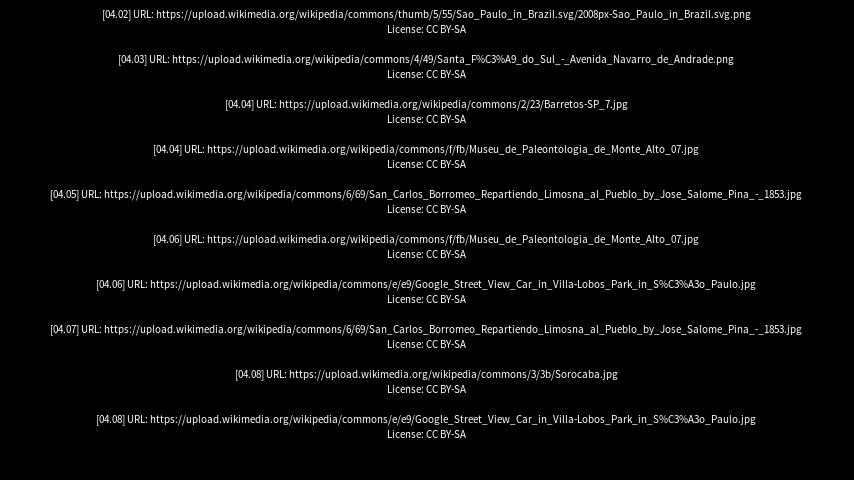 [04.02] URL: https://upload.wikimedia.org/wikipedia/commons/thumb/5/55/Sao_Paulo_in_Brazil.svg/2008px-Sao_Paulo_in_Brazil.svg.png
License: CC BY-SA
[04.03] URL: https://upload.wikimedia.org/wikipedia/commons/4/49/Santa_F%C3%A9_do_Sul_-_Avenida_Navarro_de_Andrade.png
License: CC BY-SA
[04.04] URL: https://upload.wikimedia.org/wikipedia/commons/2/23/Barretos-SP_7.jpg
License: CC BY-SA
[04.04] URL: https://upload.wikimedia.org/wikipedia/commons/f/fb/Museu_de_Paleontologia_de_Monte_Alto_07.jpg
License: CC BY-SA
[04.05] URL: https://upload.wikimedia.org/wikipedia/commons/6/69/San_Carlos_Borromeo_Repartiendo_Limosna_al_Pueblo_by_Jose_Salome_Pina_-_1853.jpg
License: CC BY-SA
[04.06] URL: https://upload.wikimedia.org/wikipedia/commons/f/fb/Museu_de_Paleontologia_de_Monte_Alto_07.jpg
License: CC BY-SA
[04.06] URL: https://upload.wikimedia.org/wikipedia/commons/e/e9/Google_Street_View_Car_in_Villa-Lobos_Park_in_S%C3%A3o_Paulo.jpg
License: CC BY-SA
[04.07] URL: https://upload.wikimedia.org/wikipedia/commons/6/69/San_Carlos_Borromeo_Repartiendo_Limosna_al_Pueblo_by_Jose_Salome_Pina_-_1853.jpg
License: CC BY-SA
[04.08] URL: https://upload.wikimedia.org/wikipedia/commons/3/3b/Sorocaba.jpg
License: CC BY-SA
[04.08] URL: https://upload.wikimedia.org/wikipedia/commons/e/e9/Google_Street_View_Car_in_Villa-Lobos_Park_in_S%C3%A3o_Paulo.jpg
License: CC BY-SA